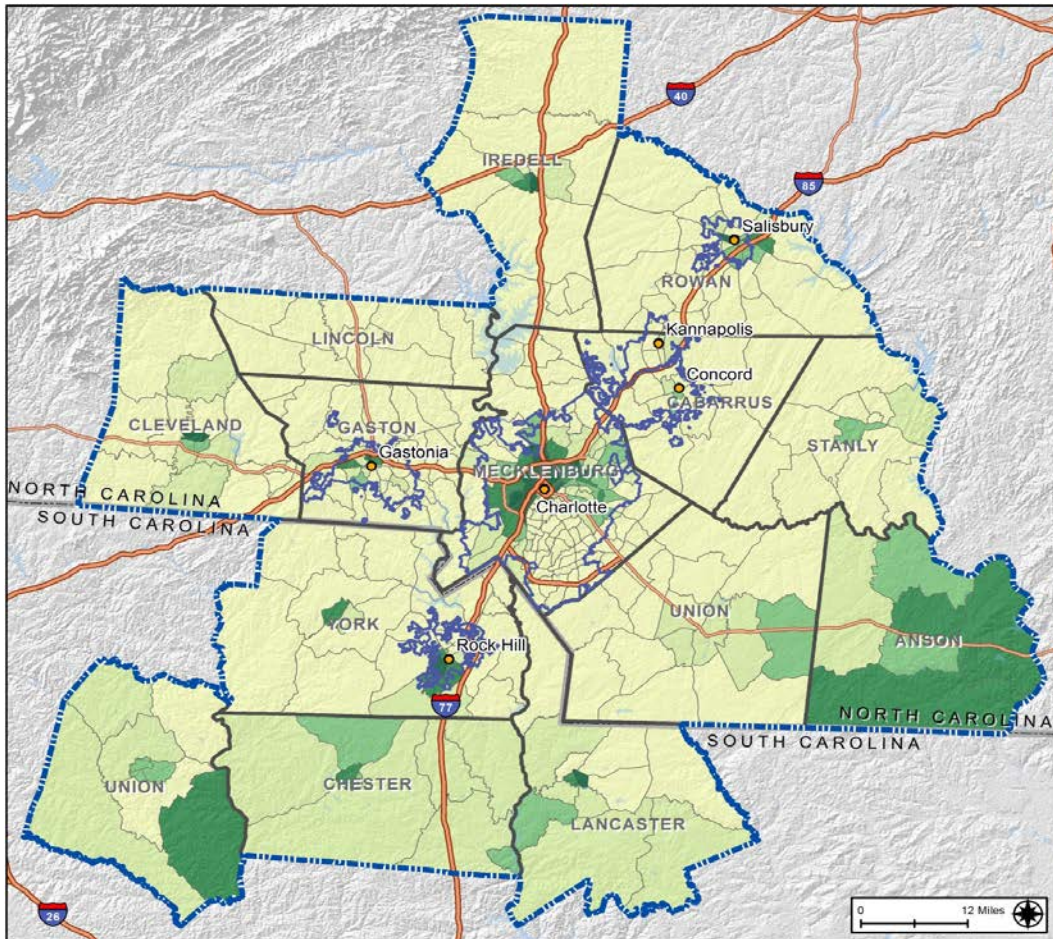 40
IREDELL
85
Salisbury
ROWAN
Kannapolis
LINCOLN
Concord
CABARRUS
CLEVELAND
GASTON
STANLY
Gastonia
MECKLENBURG
NORTH CAROLINA
SOUTH CAROLINA
Charlotte
YORK
UNION
ANSON
Rock Hill
77
NORTH CAROLINA
SOUTH CAROLINA
UNION
CHESTER
LANCASTER
0
12 Miles
26